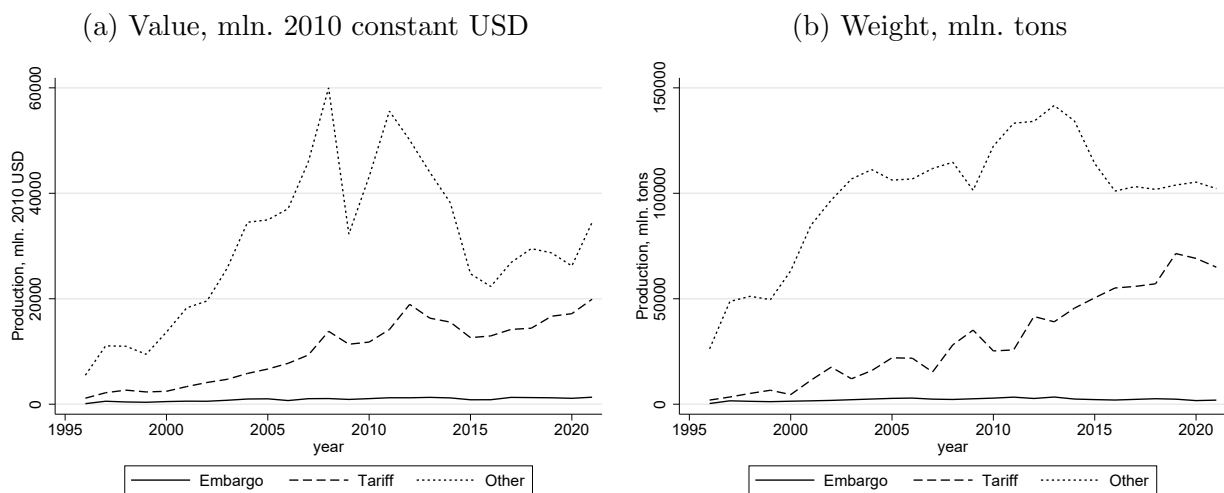 (a) Value, mln. 2010 constant USD
Production, mln. 2010 USD
60000
40000
20000
0
1995 2000 2005 2010 2015 2020
year
Embargo Tariff Other
(b) Weight, mln. tons
Production, mln. tons
150000
100000
50000
0
1995 2000 2005 2010 2015 2020
year
Embargo Tariff Other